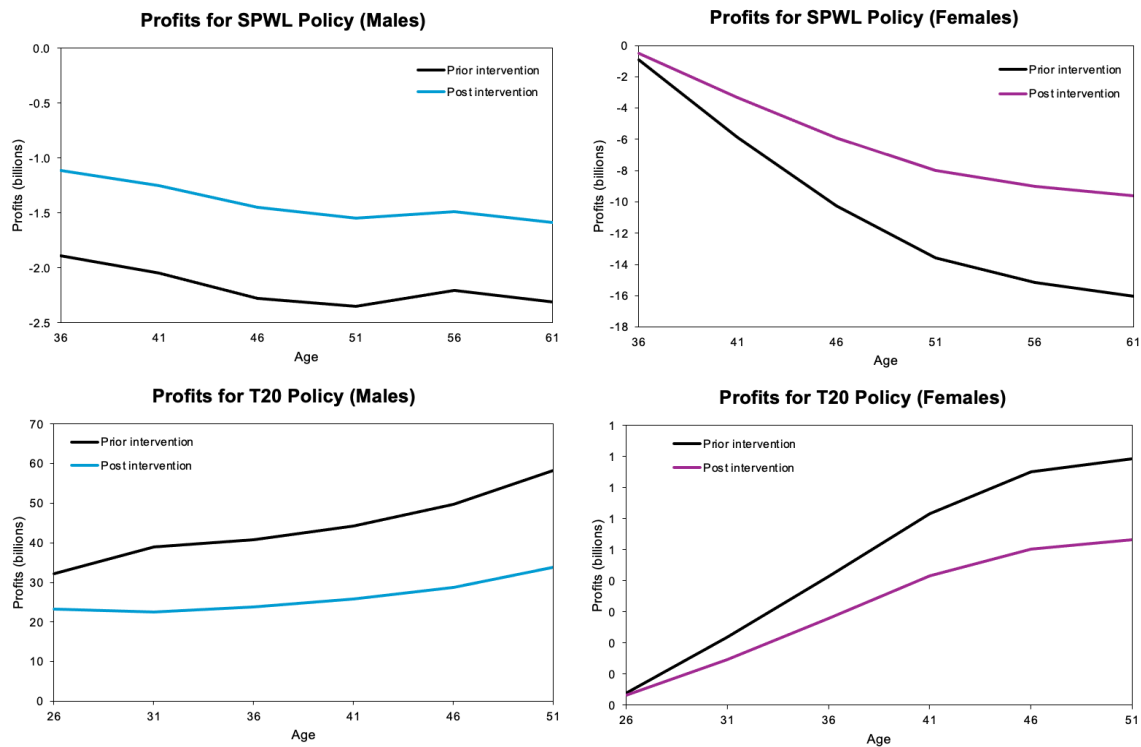 Profits for SPWL Policy (Males)
0.0
-0.5
-1.0
-1.5
-2.0
-2.5
Profits (billions)
Prior intervention
Post intervention
36 41 46 51 56 61
Age
Profits for SPWL Policy (Females)
0
-2
-4
-6
-8
-10
-12
-14
-16
-18
Profits (billions)
Prior intervention
Post intervention
36 41 46 51 56 61
Age
Profits for T20 Policy (Males)
70
60
50
40
30
20
10
0
Profits (billions)
Prior intervention
Post intervention
26 31 36 41 46 51
Age
Profits for T20 Policy (Females)
1
1
1
1
1
0
0
0
0
0
Profits (billions)
Prior intervention
Post intervention
26 31 36 41 46 51
Age